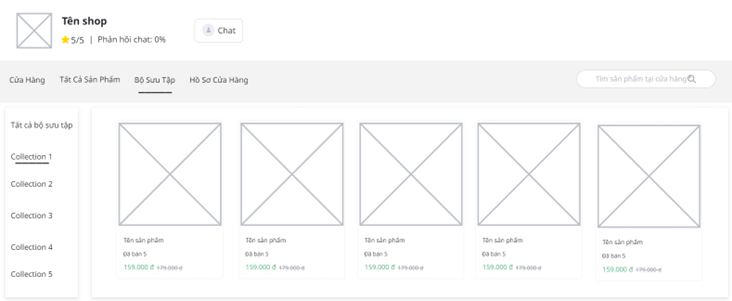 Tên shop
5/5 | Phản hồi chat: 0%
Chat
Cửa Hàng Tất Cả Sản Phẩm Bộ Sưu Tập Hồ Sơ Cửa Hàng
Tìm sản phẩm tại cửa hàng
Tất cả bộ sưu tập
Collection 1
Collection 2
Collection 3
Collection 4
Collection 5
Tên sản phẩm
Đã bán 5
159.000 đ 179.000 đ
Tên sản phẩm
Đã bán 5
159.000 đ 179.000 đ
Tên sản phẩm
Đã bán 5
159.000 đ 179.000 đ
Tên sản phẩm
Đã bán 5
159.000 đ 179.000 đ
Tên sản phẩm
Đã bán 5
159.000 đ 179.000 đ